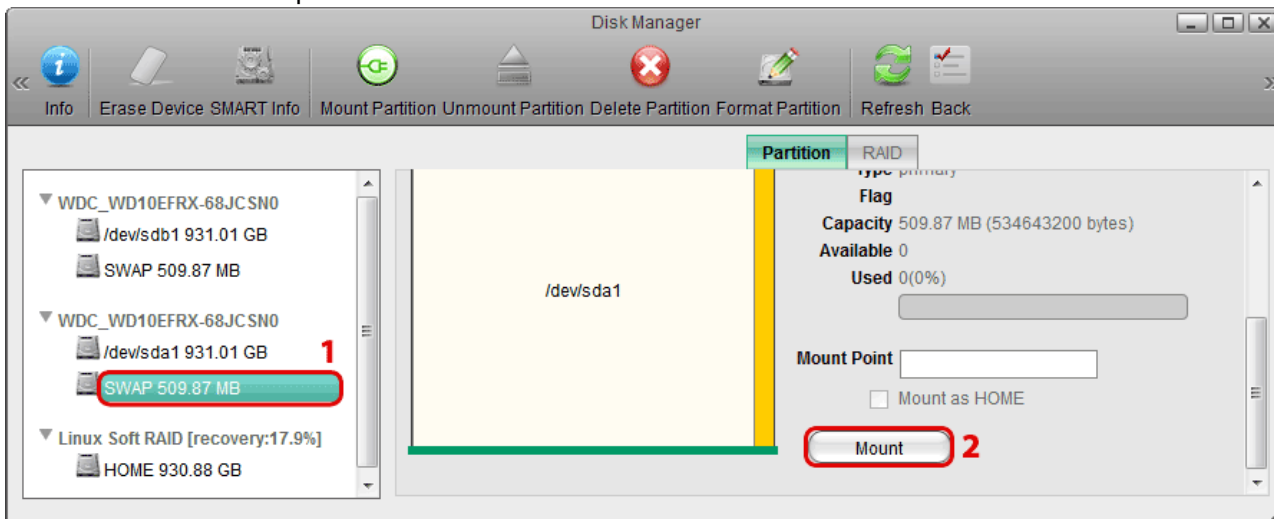 Disk Manager
«
Info Erase Device SMART Info Mount Partition Unmount Partition Delete Partition Format Partition Refresh Back
»
Partition RAID
WDC_WD10EFRX-68JCSN0
/dev/sdb1 931.01 GB
SWAP 509.87 MB
WDC_WD10EFRX-68JCSN0
/dev/sda1 931.01 GB
1
SWAP 509.87 MB
Linux Soft RAID [recovery:17.9%]
HOME 930.88 GB
/dev/sda1
Type primary
Flag
Capacity 509.87 MB (534643200 bytes)
Available 0
Used 0(0%)
Mount Point
Mount as HOME
Mount 2